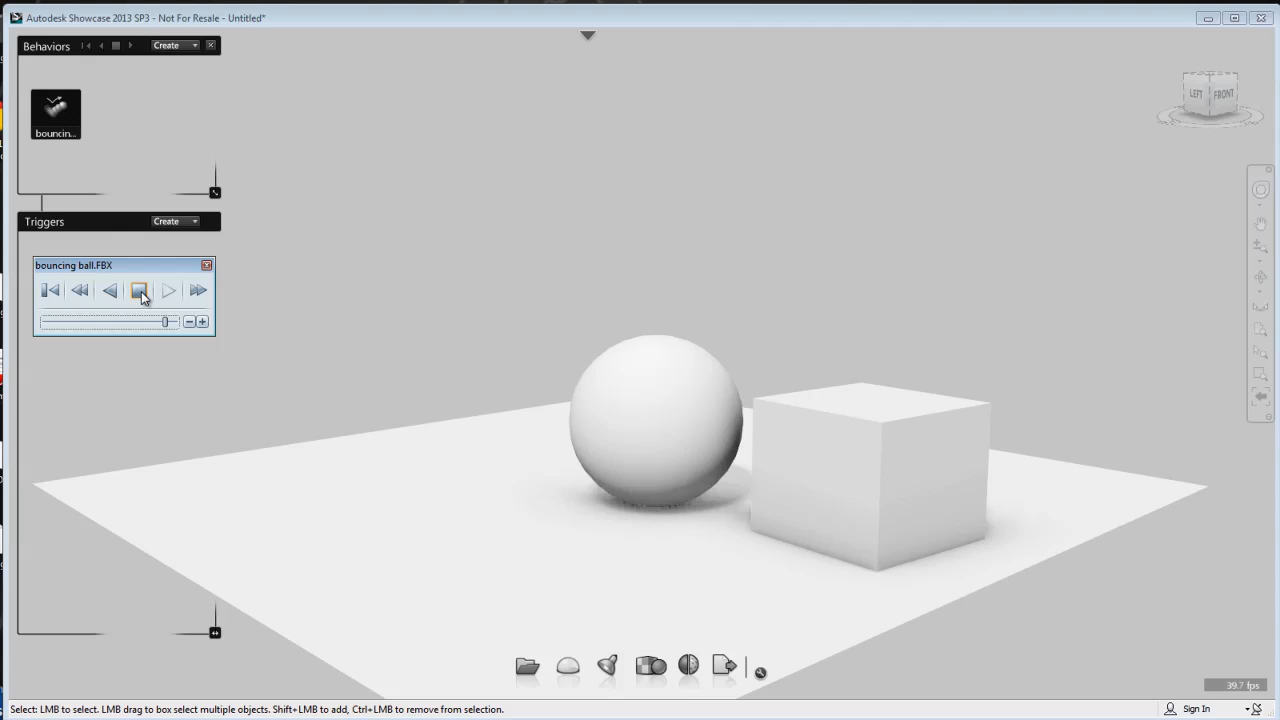 Autodesk Showcase 2013 SP3 - Not For Resale - Untitled*
Behaviors
Create
bouncin...
Triggers
Create
bouncing ball.FBX
LEFT
FRONT
39.7 fps
Select: LMB to select. LMB drag to box select multiple objects. Shift+LMB to add, Ctrl+LMB to remove from selection.
Sign In